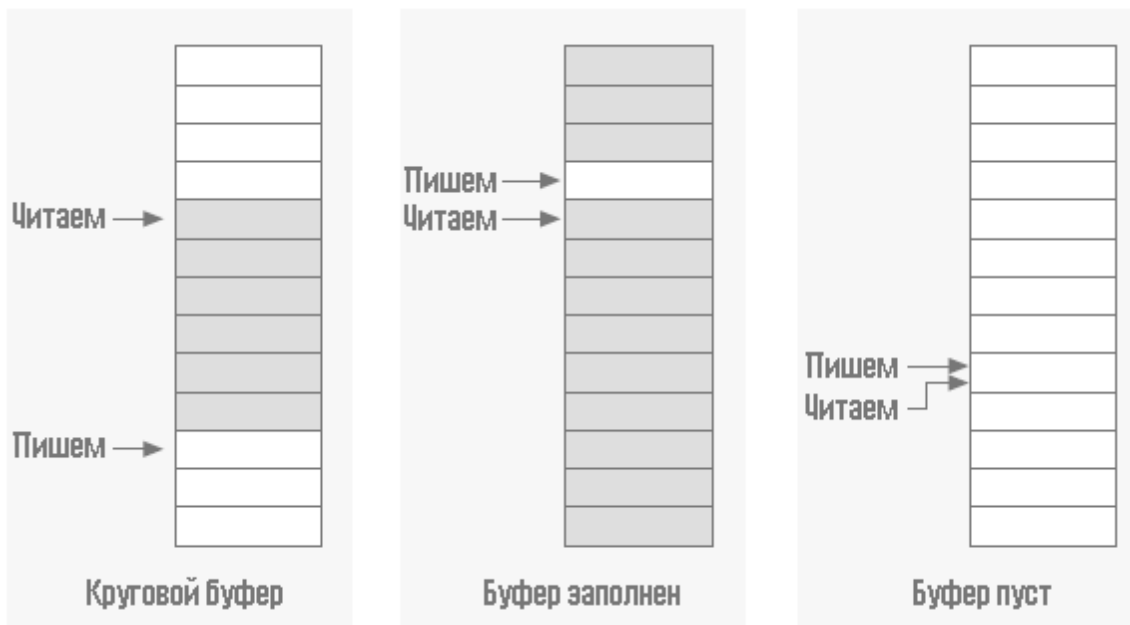 Читаем
Пишем
Круговой буфер
Пишем
Читаем
Буфер заполнен
Пишем
Читаем
Буфер пуст